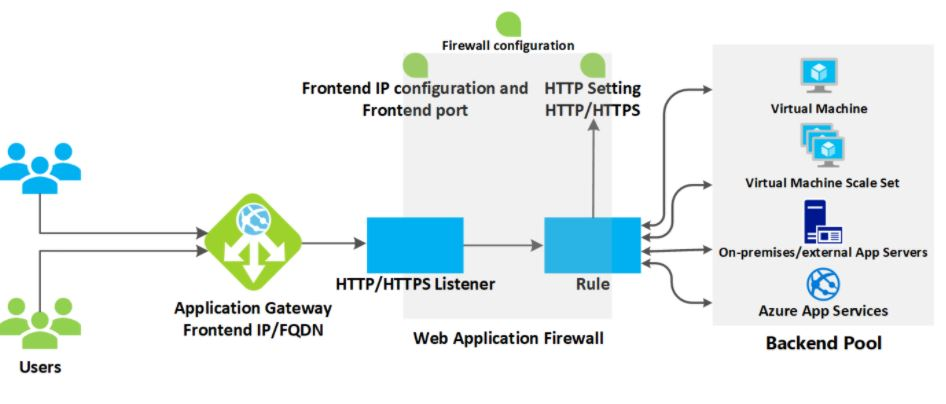 Firewall configuration
Frontend IP configuration and
Frontend port
HTTP Setting
HTTP/HTTPS
Virtual Machine
Virtual Machine Scale Set
On-premises/external App Servers
Azure App Services
Backend Pool
HTTP/HTTPS Listener
Rule
Web Application Firewall
Application Gateway
Frontend IP/FQDN
Users